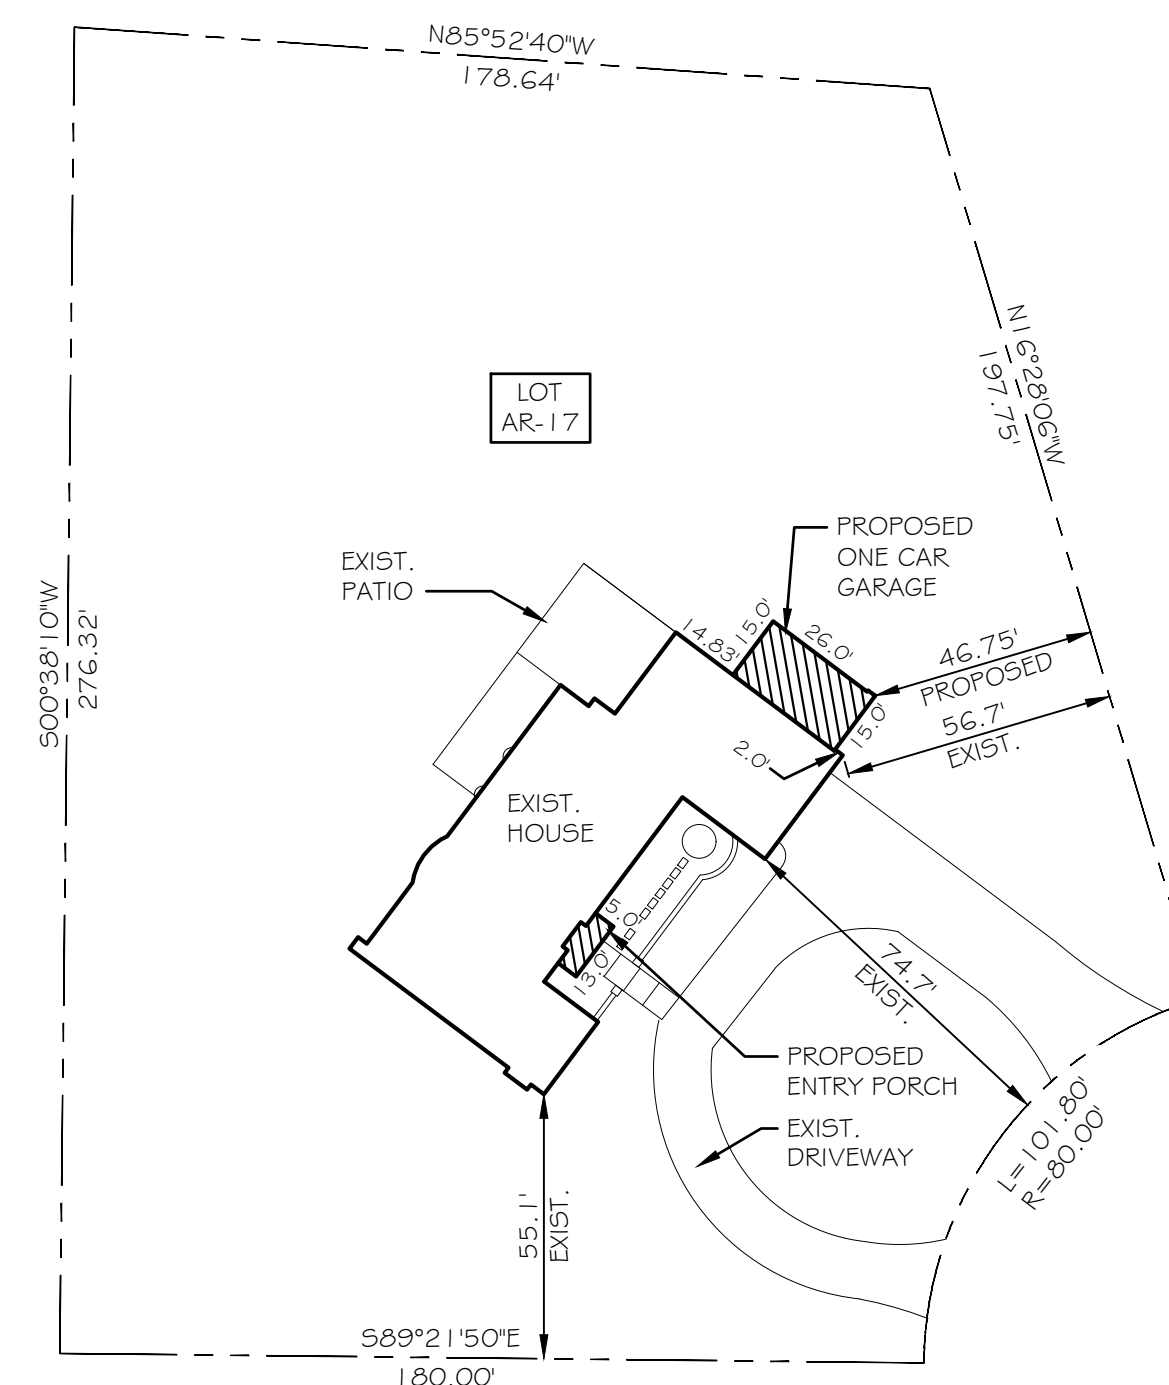 N85°52'40"W
178.64'
N16°28'06"W
197.75'
LOT
AR-17
PROPOSED
ONE CAR
GARAGE
EXIST.
PATIO
S00°38'10"W
276.32'
14.83'
15.0'
26.0'
46.75'
PROPOSED
15.0'
56.7'
EXIST.
2.0'
EXIST.
HOUSE
5.0'
13.0'
74.7'
EXIST.
PROPOSED
ENTRY PORCH
EXIST.
DRIVEWAY
L=101.80'
R=80.00'
55.1'
EXIST.
S89°21'50"E
180.00'